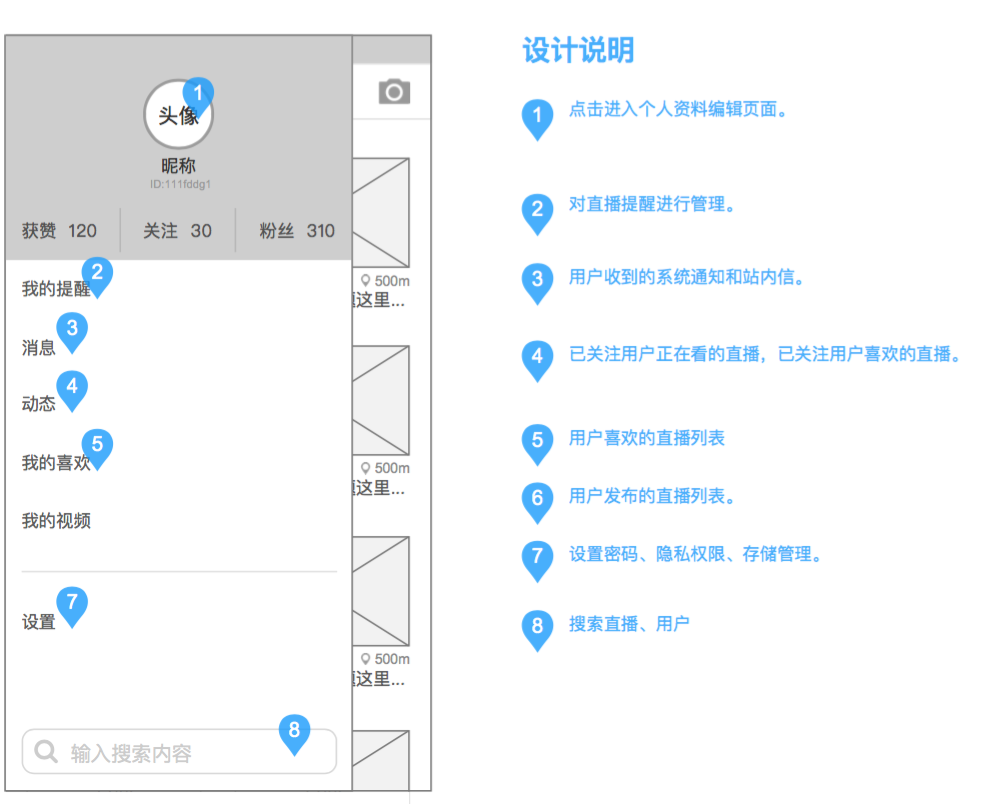 1
头像
昵称
ID:111fddg1
获赞 120
关注 30
粉丝 310
2
我的提醒
3
消息
4
动态
5
我的喜欢
我的视频
7
设置
8
输入搜索内容
500m
这里...
500m
这里...
500m
这里...
设计说明
1 点击进入个人资料编辑页面。
2 对直播提醒进行管理。
3 用户收到的系统通知和站内信。
4 已关注用户正在看的直播，已关注用户喜欢的直播。
5 用户喜欢的直播列表
6 用户发布的直播列表。
7 设置密码、隐私权限、存储管理。
8 搜索直播、用户